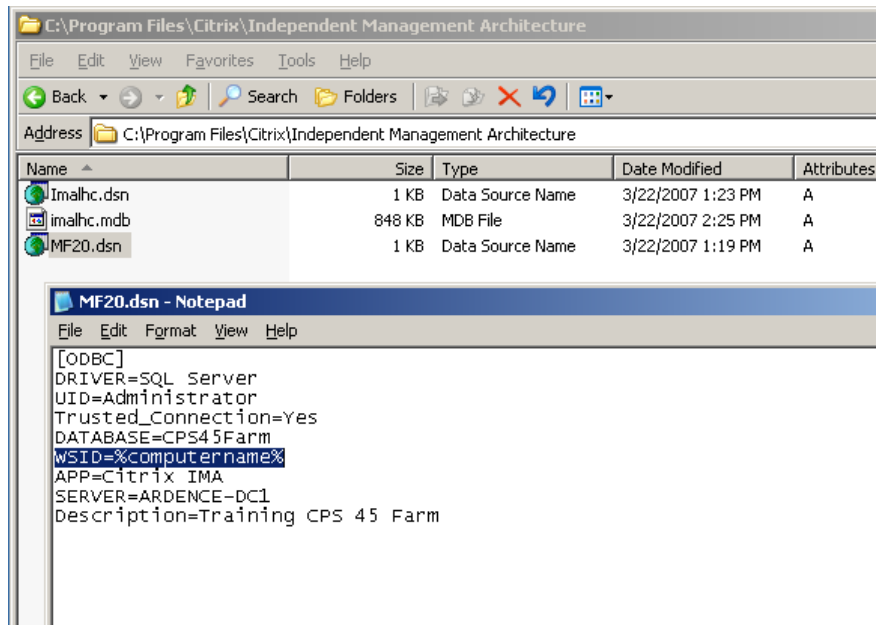 C:\Program Files\Citrix\Independent Management Architecture
File Edit View Favorites Tools Help
Back Search Folders
Address C:\Program Files\Citrix\Independent Management Architecture
Name Size Type Date Modified Attributes
Imalhc.dsn 1 KB Data Source Name 3/22/2007 1:23 PM A
imalhc.mdb 848 KB MDB File 3/22/2007 2:25 PM A
MF20.dsn 1 KB Data Source Name 3/22/2007 1:19 PM A
MF20.dsn - Notepad
File Edit Format View Help
[ODBC]
DRIVER=SQL Server
UID=Administrator
Trusted_Connection=Yes
DATABASE=CPS45Farm
WSID=%computername%
APP=Citrix IMA
SERVER=ARDENCE-DC1
Description=Training CPS 45 Farm